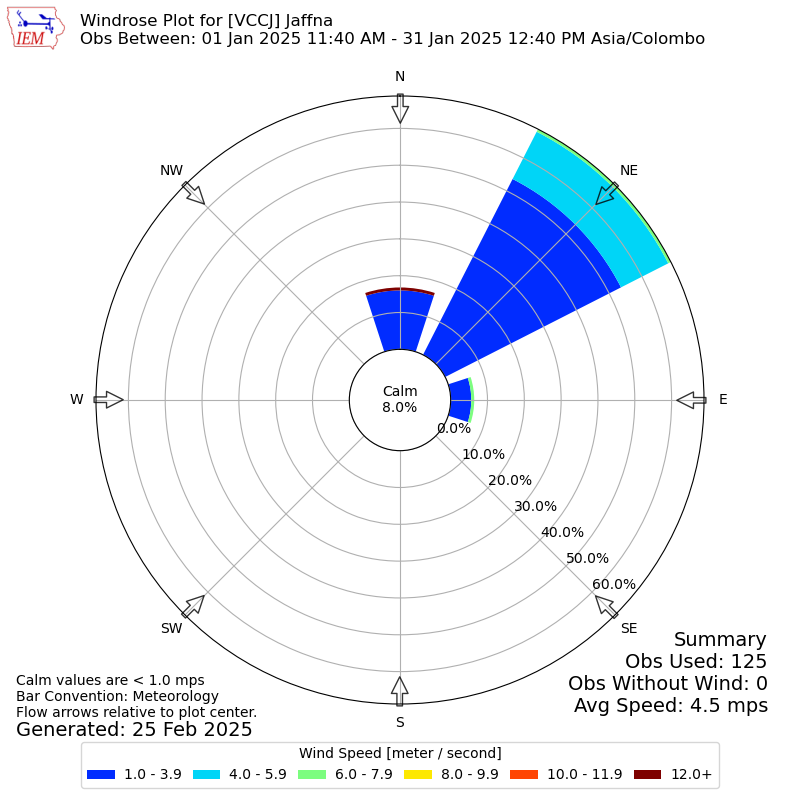 IEM
Windrose Plot for [VCCJ] Jaffna
Obs Between: 01 Jan 2025 11:40 AM - 31 Jan 2025 12:40 PM Asia/Colombo
N
NW
NE
Calm
8.0%
W
E
0.0%
10.0%
20.0%
30.0%
40.0%
50.0%
60.0%
SW
SE
S
Summary
Obs Used: 125
Obs Without Wind: 0
Avg Speed: 4.5 mps
Calm values are < 1.0 mps
Bar Convention: Meteorology
Flow arrows relative to plot center.
Generated: 25 Feb 2025
Wind Speed [meter / second]
1.0 - 3.9 4.0 - 5.9 6.0 - 7.9 8.0 - 9.9 10.0 - 11.9 12.0+